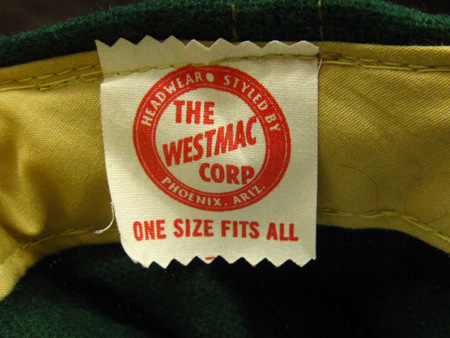 HEADWEAR STYLED BY
THE
WESTMAC
CORP
PHOENIX, ARIZ.
ONE SIZE FITS ALL